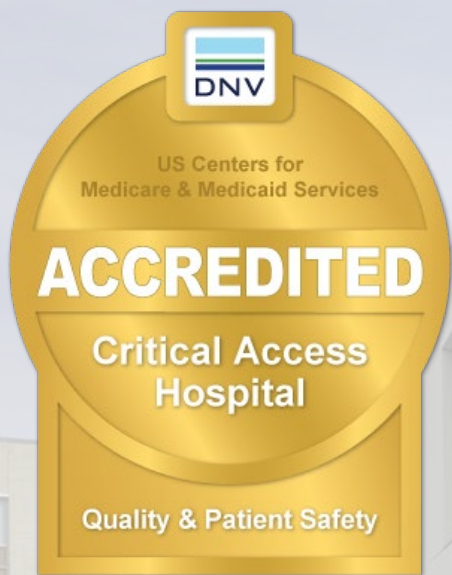 DNV
US Centers for
Medicare & Medicaid Services
ACCREDITED
Critical Access
Hospital
Quality & Patient Safety